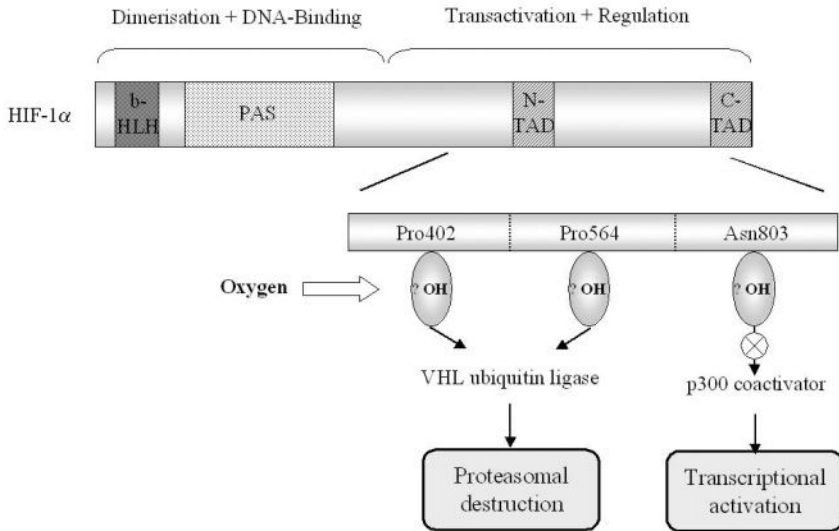 Dimerisation + DNA-Binding
Transactivation + Regulation
HIF-1α
b-
HLH
PAS
N-
TAD
C-
TAD
Pro402
Pro564
Asn803
Oxygen
? OH
? OH
? OH
VHL ubiquitin ligase
p300 coactivator
Proteasomal
destruction
Transcriptional
activation